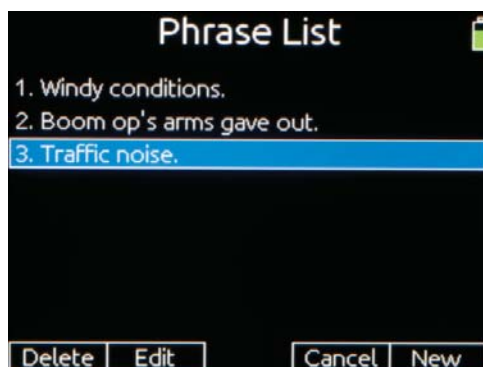 Phrase List
1. Windy conditions.
2. Boom op's arms gave out.
3. Traffic noise.
Delete Edit Cancel New